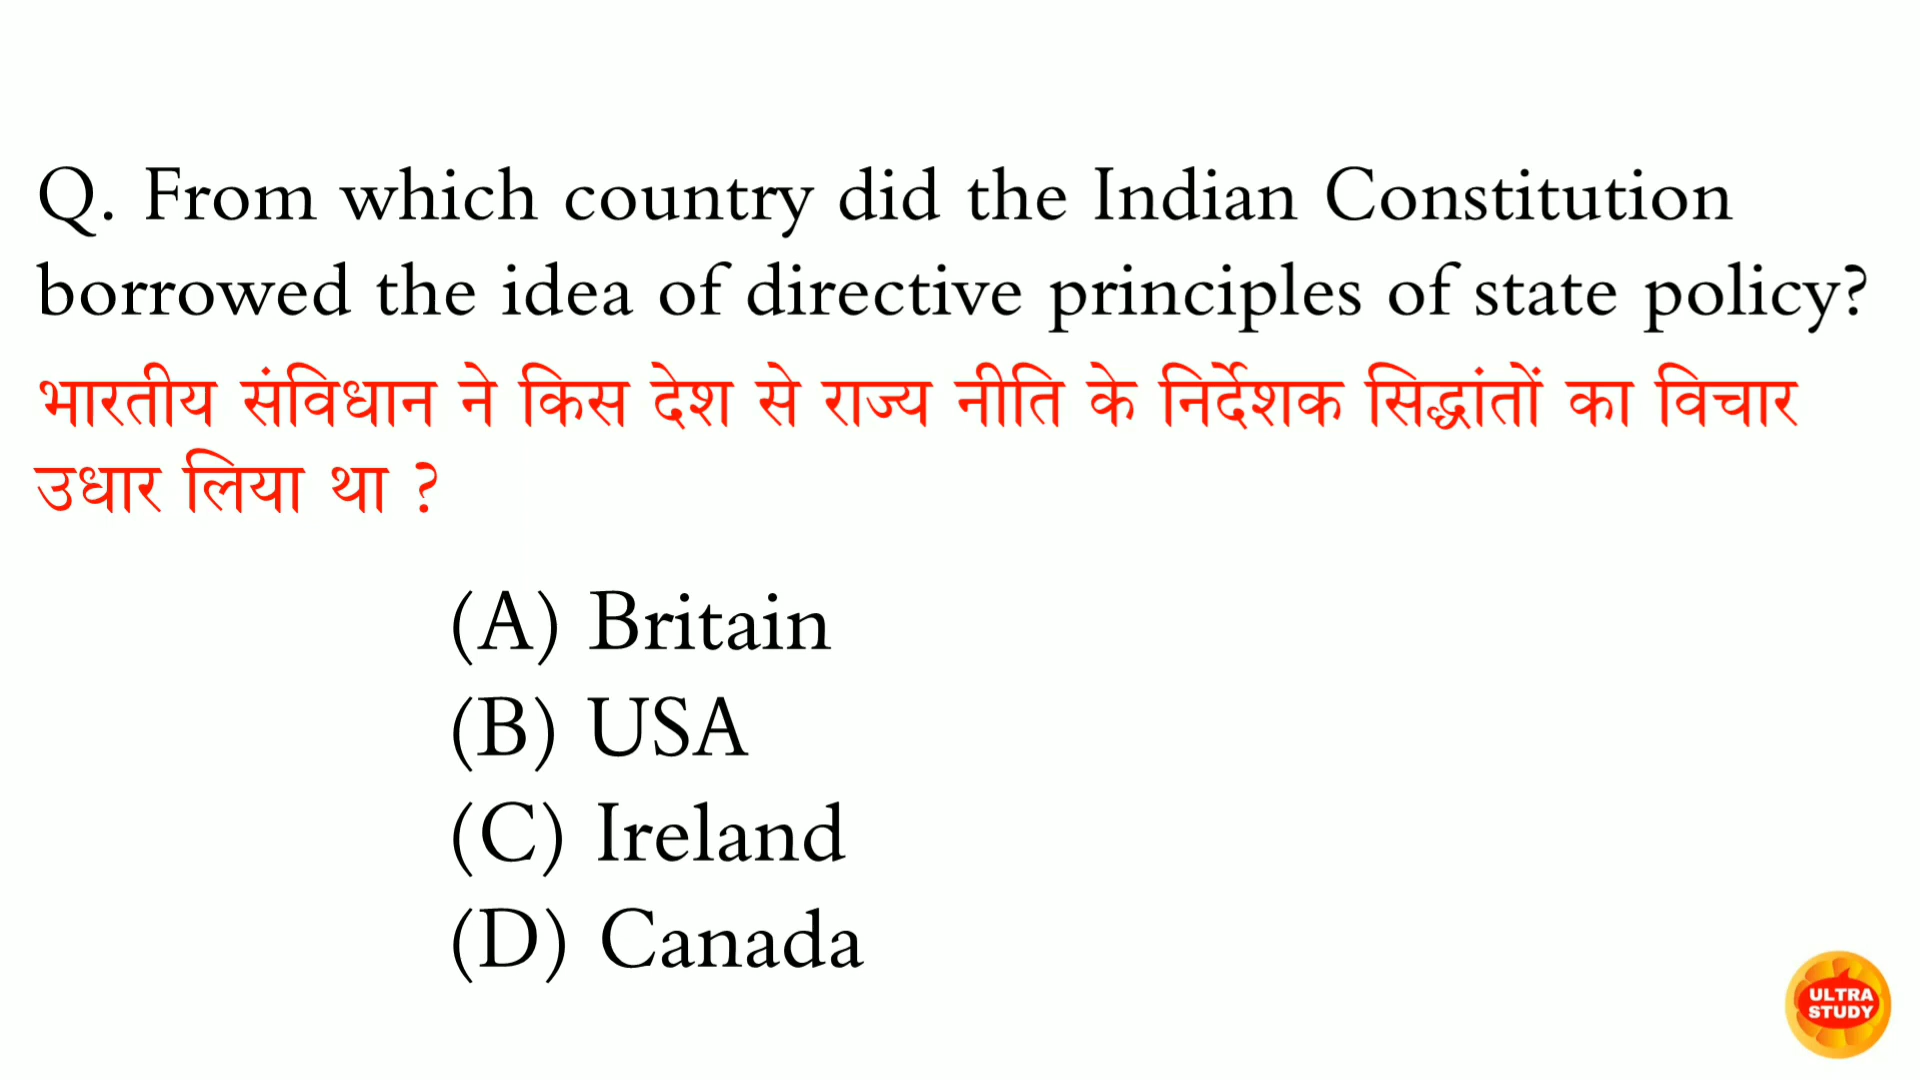 Q. From which country did the Indian Constitution
borrowed the idea of directive principles of state policy?
भारतीय संविधान ने किस देश से राज्य नीति के निर्देशक सिद्धांतों का विचार
उधार लिया था ?
(A) Britain
(B) USA
(C) Ireland
(D) Canada
ULTRA
STUDY